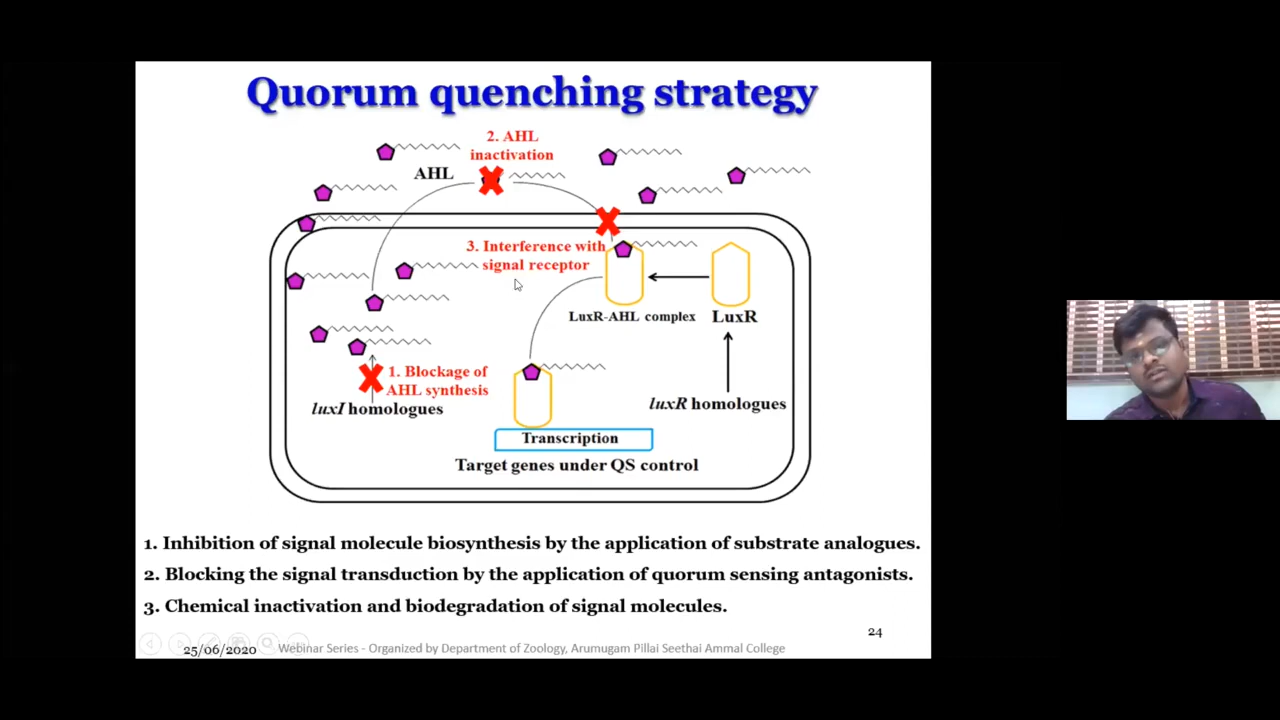 Quorum quenching strategy
2. AHL
inactivation
AHL
3. Interference with
signal receptor
LuxR-AHL complex
LuxR
1. Blockage of
AHL synthesis
luxI homologues
luxR homologues
Transcription
Target genes under QS control
1. Inhibition of signal molecule biosynthesis by the application of substrate analogues.
2. Blocking the signal transduction by the application of quorum sensing antagonists.
3. Chemical inactivation and biodegradation of signal molecules.
24
25/06/2020
Webinar Series - Organized by Department of Zoology, Arumugam Pillai Seethai Ammal College